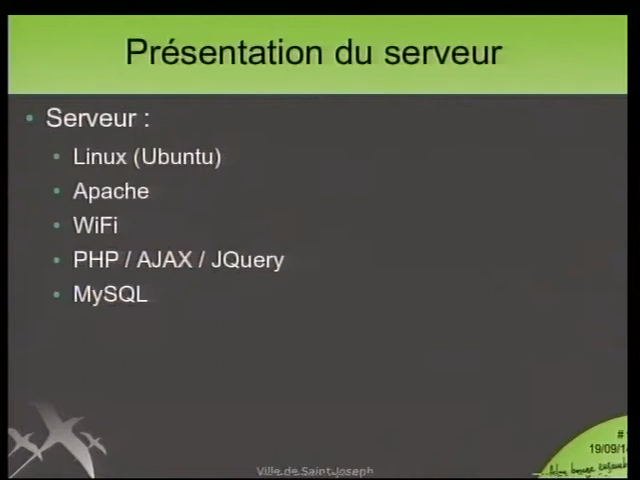 Présentation du serveur
• Serveur :
• Linux (Ubuntu)
• Apache
• WiFi
• PHP / AJAX / JQuery
• MySQL
#
19/09/1
Ville de Saint-Joseph